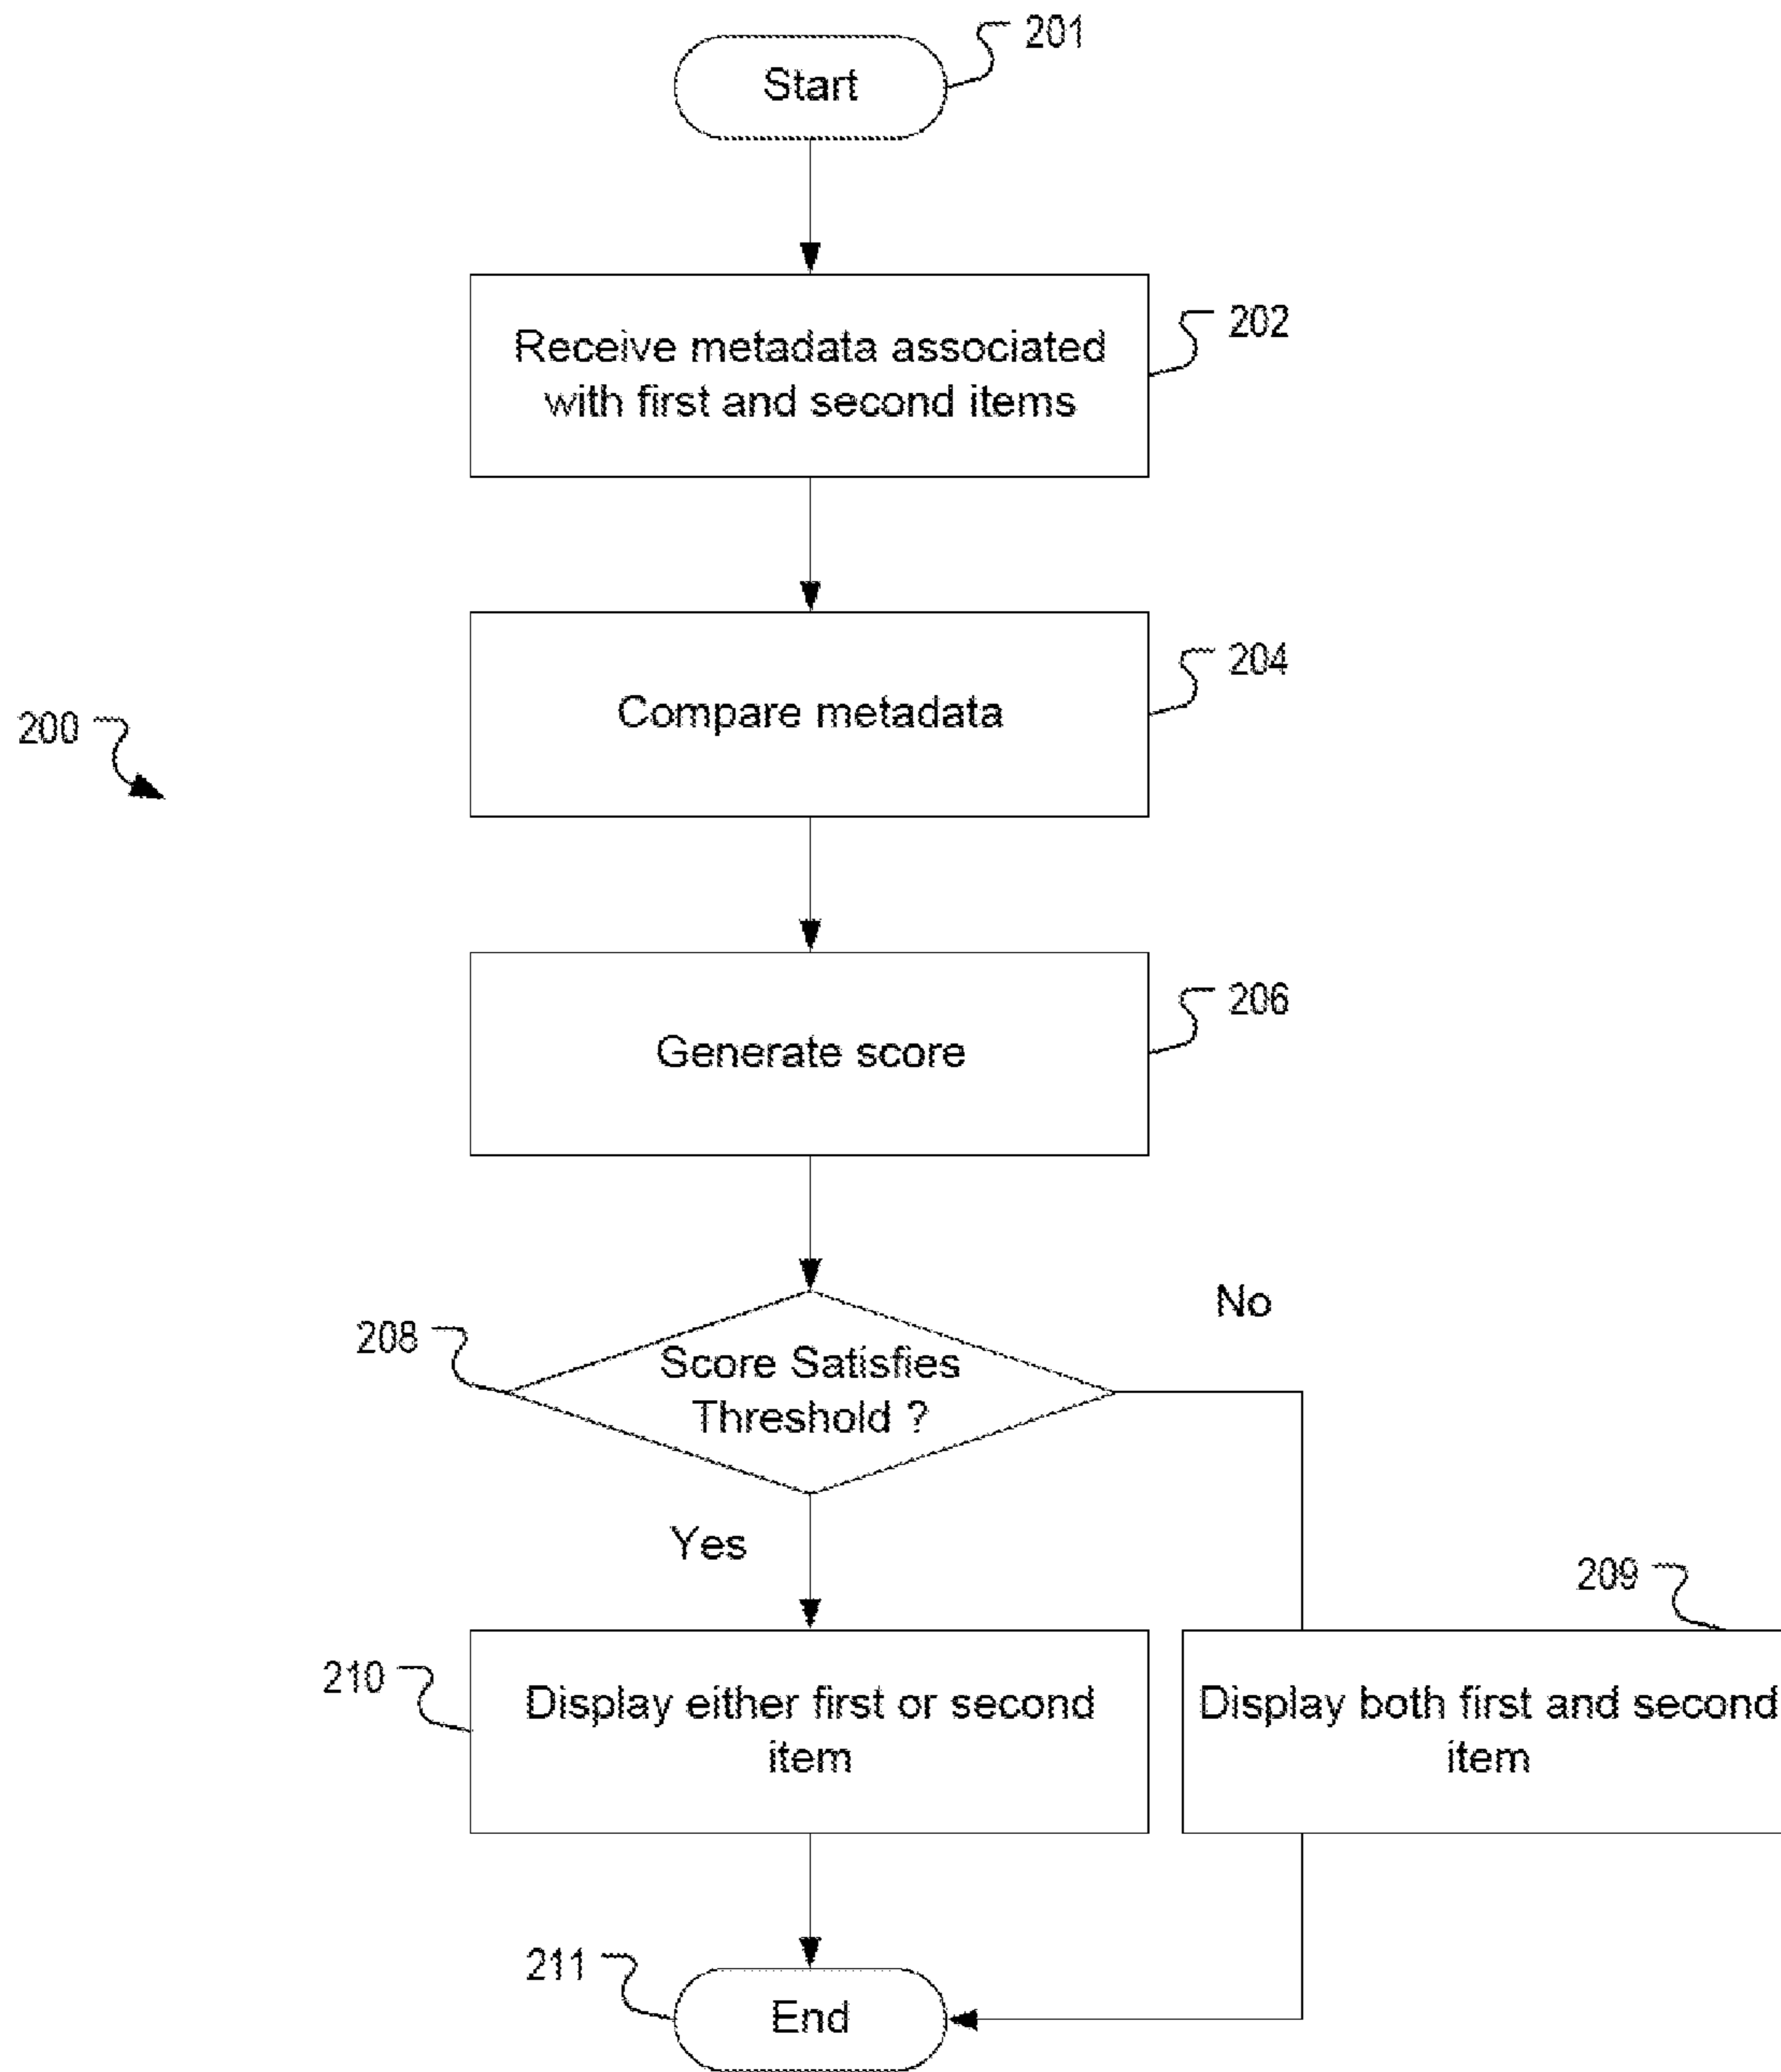 201
Start
202
Receive metadata associated
with first and second items
204
Compare metadata
200
206
Generate score
No
208
Score Satisfies
Threshold ?
Yes
209
210
Display either first or second
item
Display both first and second
item
211
End